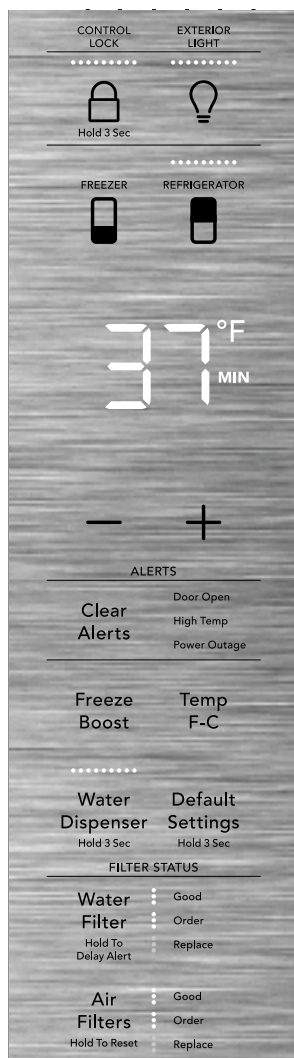 CONTROL LOCK
EXTERIOR LIGHT
Hold 3 Sec
FREEZER
REFRIGERATOR
37 °F
MIN
− +
ALERTS
Clear Alerts
Door Open
High Temp
Power Outage
Freeze Boost
Temp F-C
Water Dispenser
Hold 3 Sec
Default Settings
Hold 3 Sec
FILTER STATUS
Water Filter
Hold To Delay Alert
Good
Order
Replace
Air Filters
Hold To Reset
Good
Order
Replace